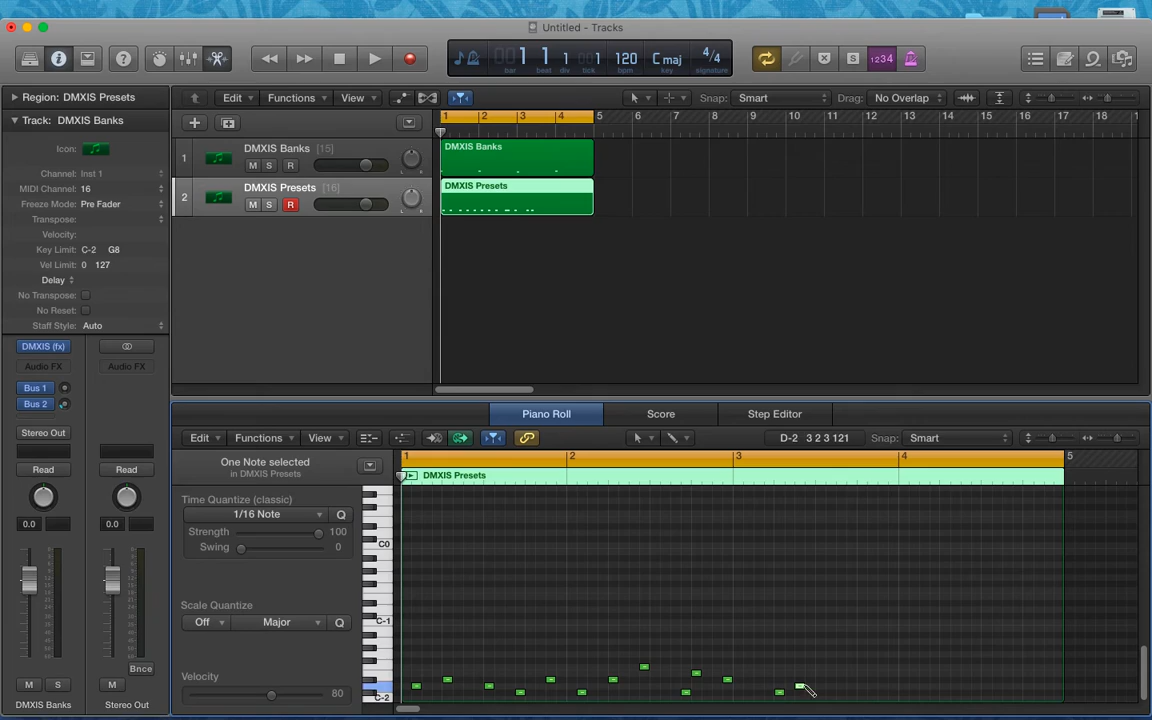 Untitled - Tracks
1 1 1 1 120 C maj 4/4
bar beat div tick bpm key signature
1234
Region: DMXIS Presets
Edit Functions View Snap: Smart Drag: No Overlap
Track: DMXIS Banks
1 2 3 4 5 6 7 8 9 10 11 12 13 14 15 16 17 18
Icon:
Channel: Inst 1
MIDI Channel: 16
Freeze Mode: Pre Fader
Transpose:
Velocity:
Key Limit: C-2 G8
Vel Limit: 0 127
Delay
No Transpose:
No Reset:
Staff Style: Auto
1 DMXIS Banks [15]
M S R
2 DMXIS Presets [16]
M S R
DMXIS Banks
DMXIS Presets
DMXIS (fx)
Audio FX Audio FX
Bus 1
Bus 2
Stereo Out
Read Read
0.0 0.0
Bnce
M S M
DMXIS Banks Stereo Out
Piano Roll Score Step Editor
Edit Functions View D-2 3 2 3 121 Snap: Smart
One Note selected
in DMXIS Presets
1 2 3 4 5
DMXIS Presets
Time Quantize (classic)
1/16 Note Q
Strength 100
Swing 0
Scale Quantize
Off Major Q
Velocity
80
C0
C-1
C-2